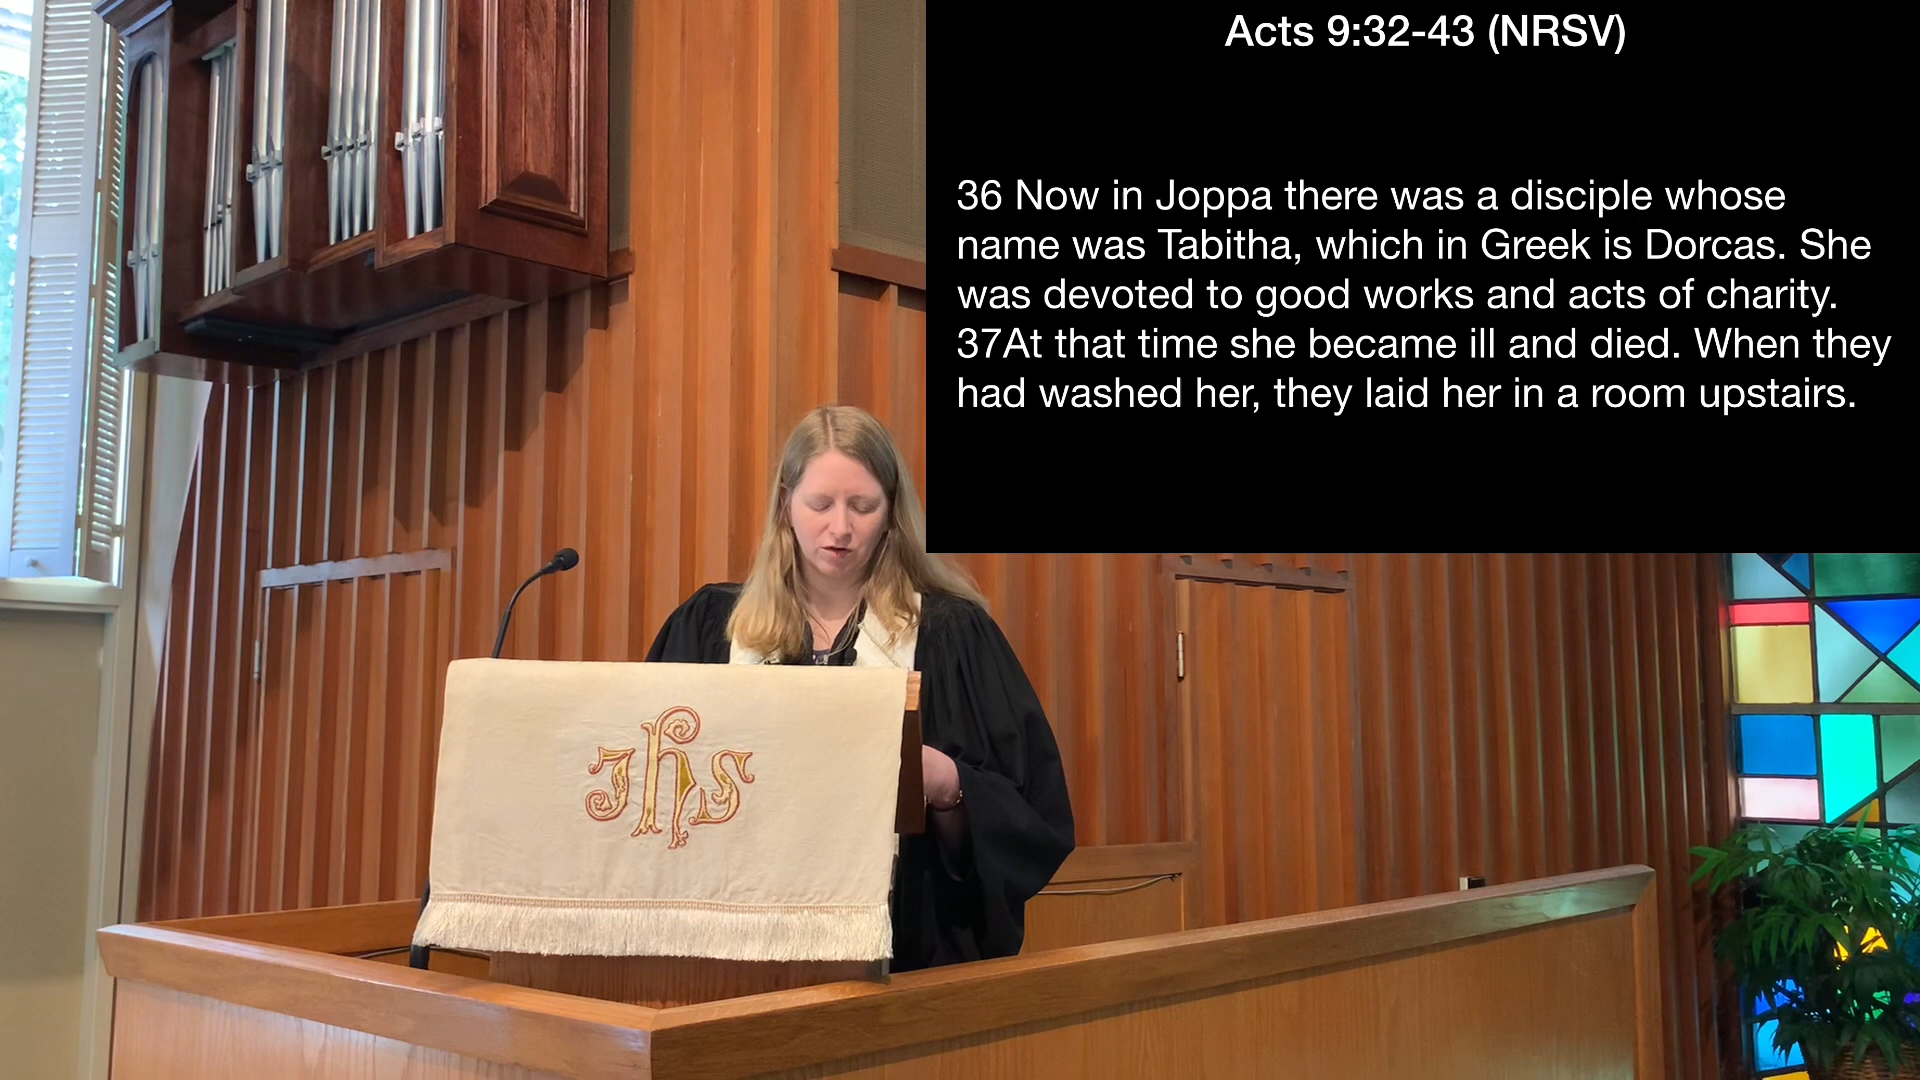 Acts 9:32-43 (NRSV)
36 Now in Joppa there was a disciple whose
name was Tabitha, which in Greek is Dorcas. She
was devoted to good works and acts of charity.
37At that time she became ill and died. When they
had washed her, they laid her in a room upstairs.
JhS